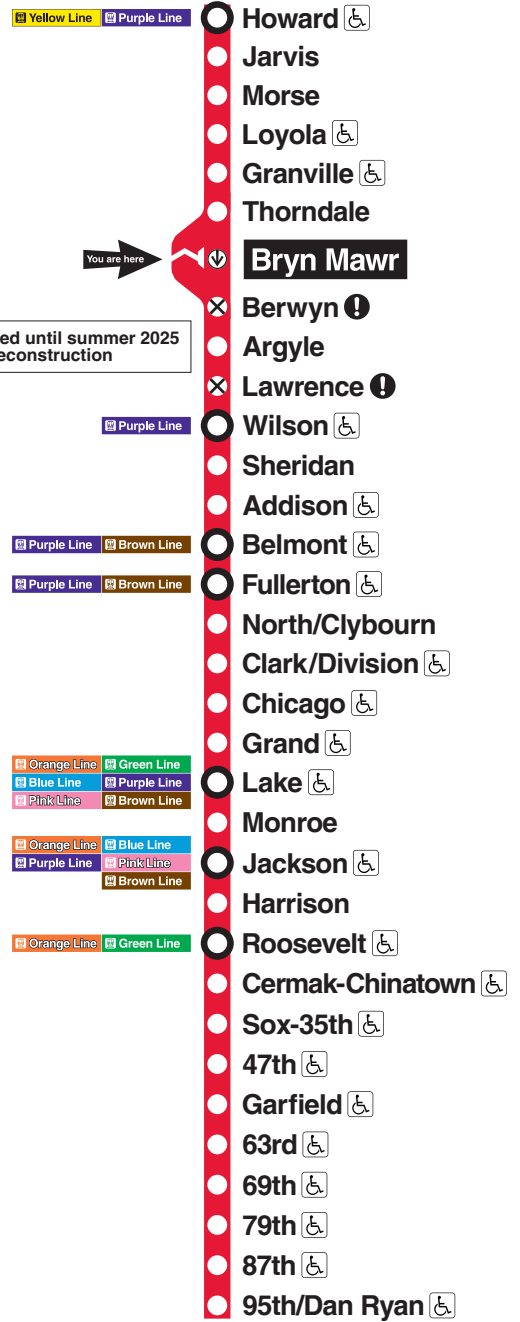 Yellow Line Purple Line Howard
Jarvis
Morse
Loyola
Granville
Thorndale
You are here Bryn Mawr
Berwyn
until summer 2025
Argyle
Lawrence
Purple Line Wilson
Sheridan
Addison
Purple Line Brown Line Belmont
Purple Line Brown Line Fullerton
North/Clybourn
Clark/Division
Chicago
Grand
Orange Line Green Line
Blue Line Purple Line Lake
Pink Line Brown Line
Monroe
Orange Line Blue Line
Purple Line Pink Line Jackson
Brown Line
Harrison
Orange Line Green Line Roosevelt
Cermak-Chinatown
Sox-35th
47th
Garfield
63rd
69th
79th
87th
95th/Dan Ryan